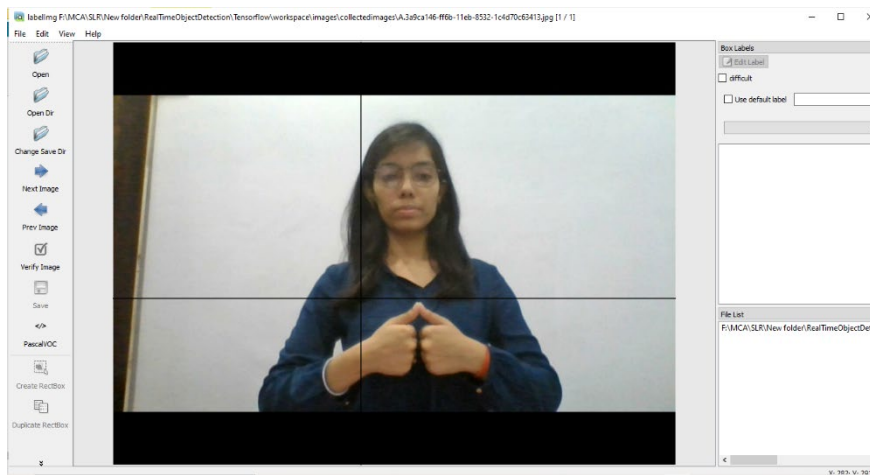 labelImg F:\MCA\SLR\New folder\RealTimeObjectDetection\Tensorflow\workspace\images\collectedimages\A.3a9ca146-ff6b-11eb-8532-1c4d70c63413.jpg [1 / 1]
File Edit View Help
Open
Open Dir
Change Save Dir
Next Image
Prev Image
Verify Image
Save
</>
PascalVOC
Create RectBox
Duplicate RectBox
Box Labels
Edit Label
difficult
Use default label
File List
F:\MCA\SLR\New folder\RealTimeObjectDe